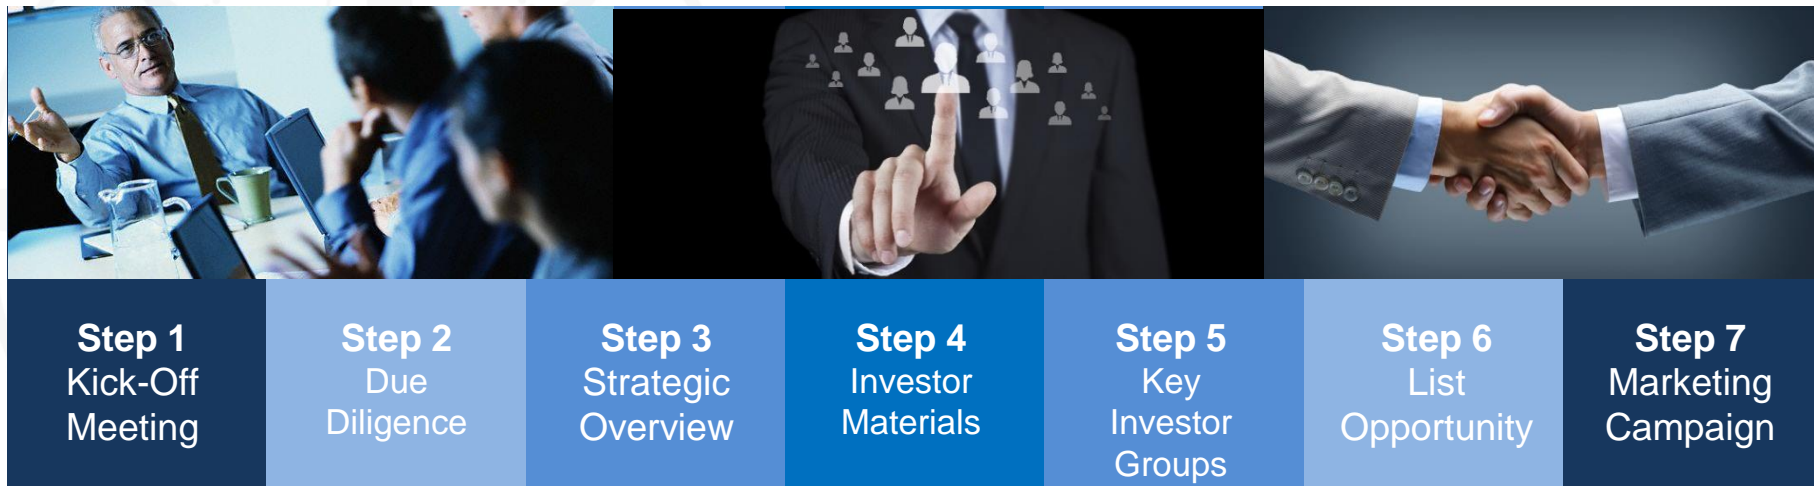 Step 1
Kick-Off
Meeting
Step 2
Due
Diligence
Step 3
Strategic
Overview
Step 4
Investor
Materials
Step 5
Key
Investor
Groups
Step 6
List
Opportunity
Step 7
Marketing
Campaign